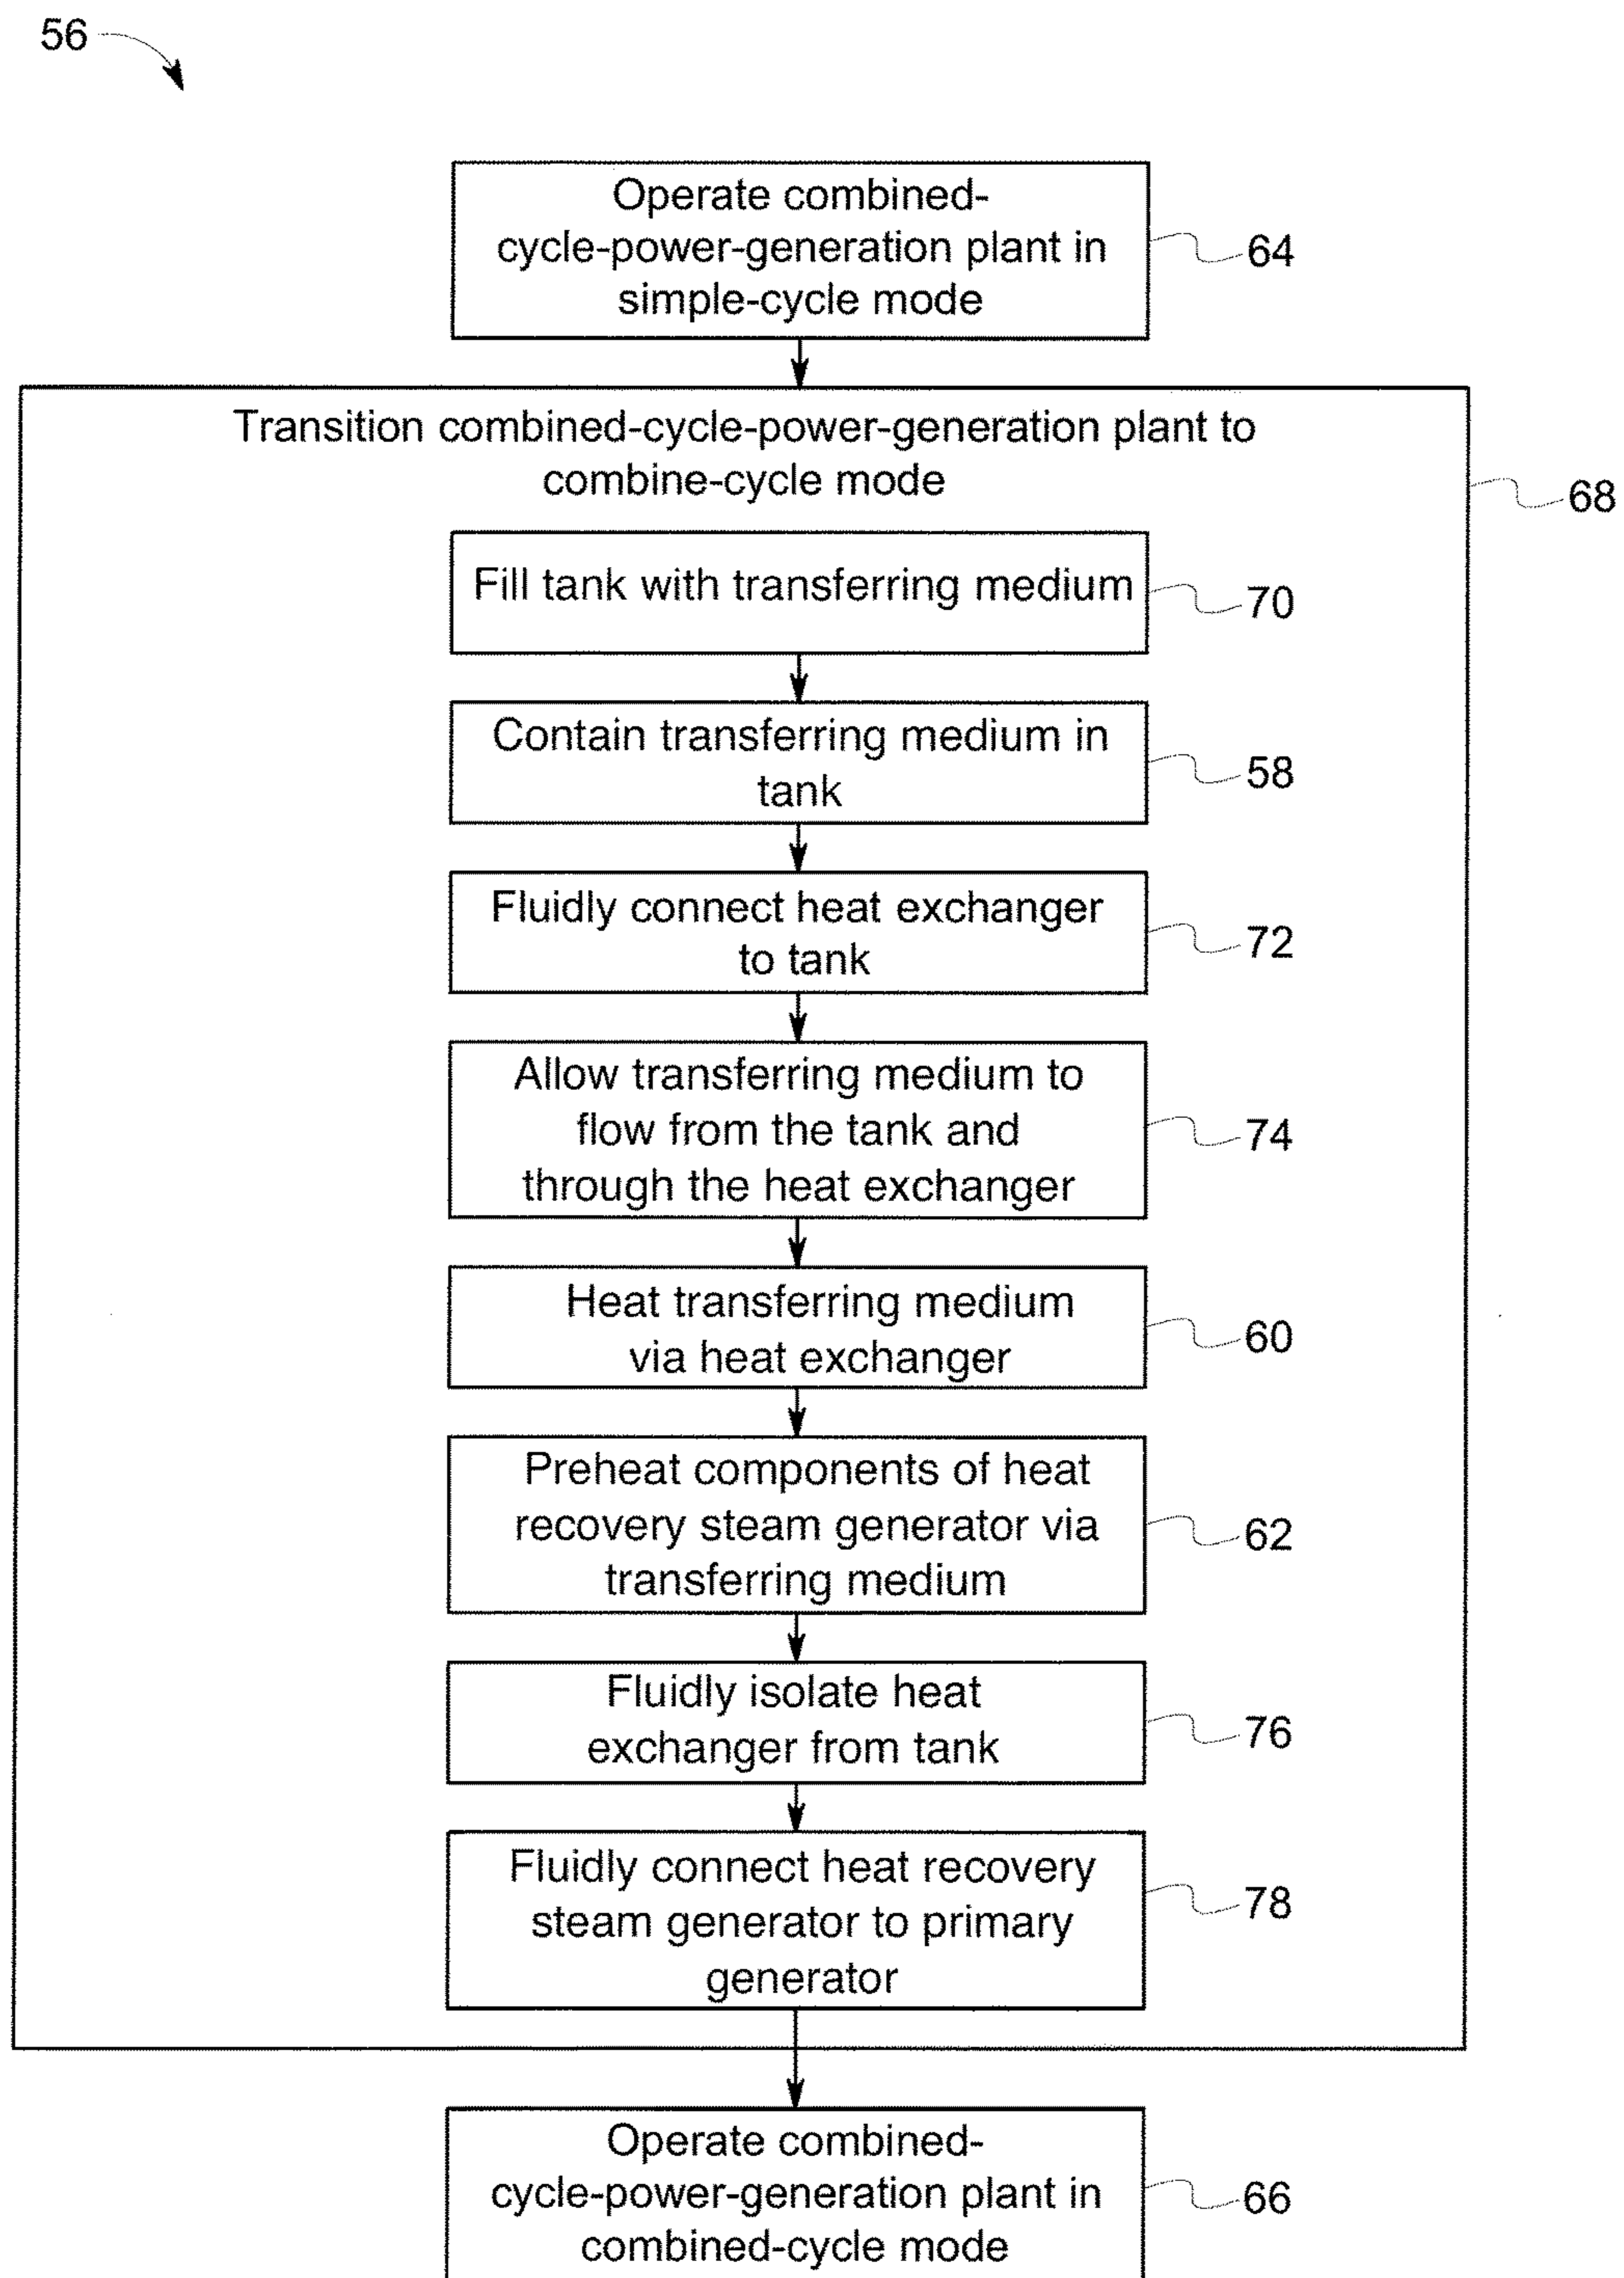 56
Operate combined-
cycle-power-generation plant in
simple-cycle mode
64
Transition combined-cycle-power-generation plant to
combine-cycle mode
68
Fill tank with transferring medium
70
Contain transferring medium in
tank
58
Fluidly connect heat exchanger
to tank
72
Allow transferring medium to
flow from the tank and
through the heat exchanger
74
Heat transferring medium
via heat exchanger
60
Preheat components of heat
recovery steam generator via
transferring medium
62
Fluidly isolate heat
exchanger from tank
76
Fluidly connect heat recovery
steam generator to primary
generator
78
Operate combined-
cycle-power-generation plant in
combined-cycle mode
66